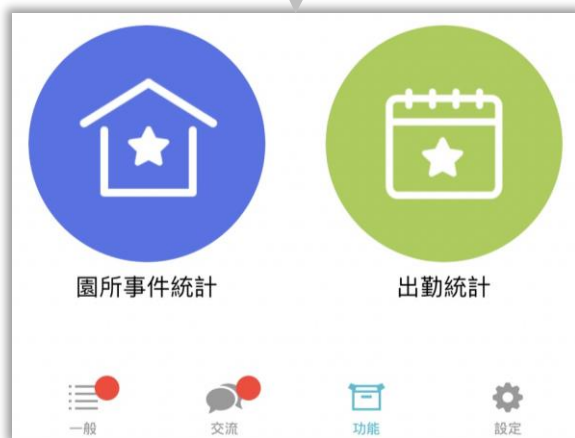 園所事件統計
出勤統計
一般
交流
功能
設定